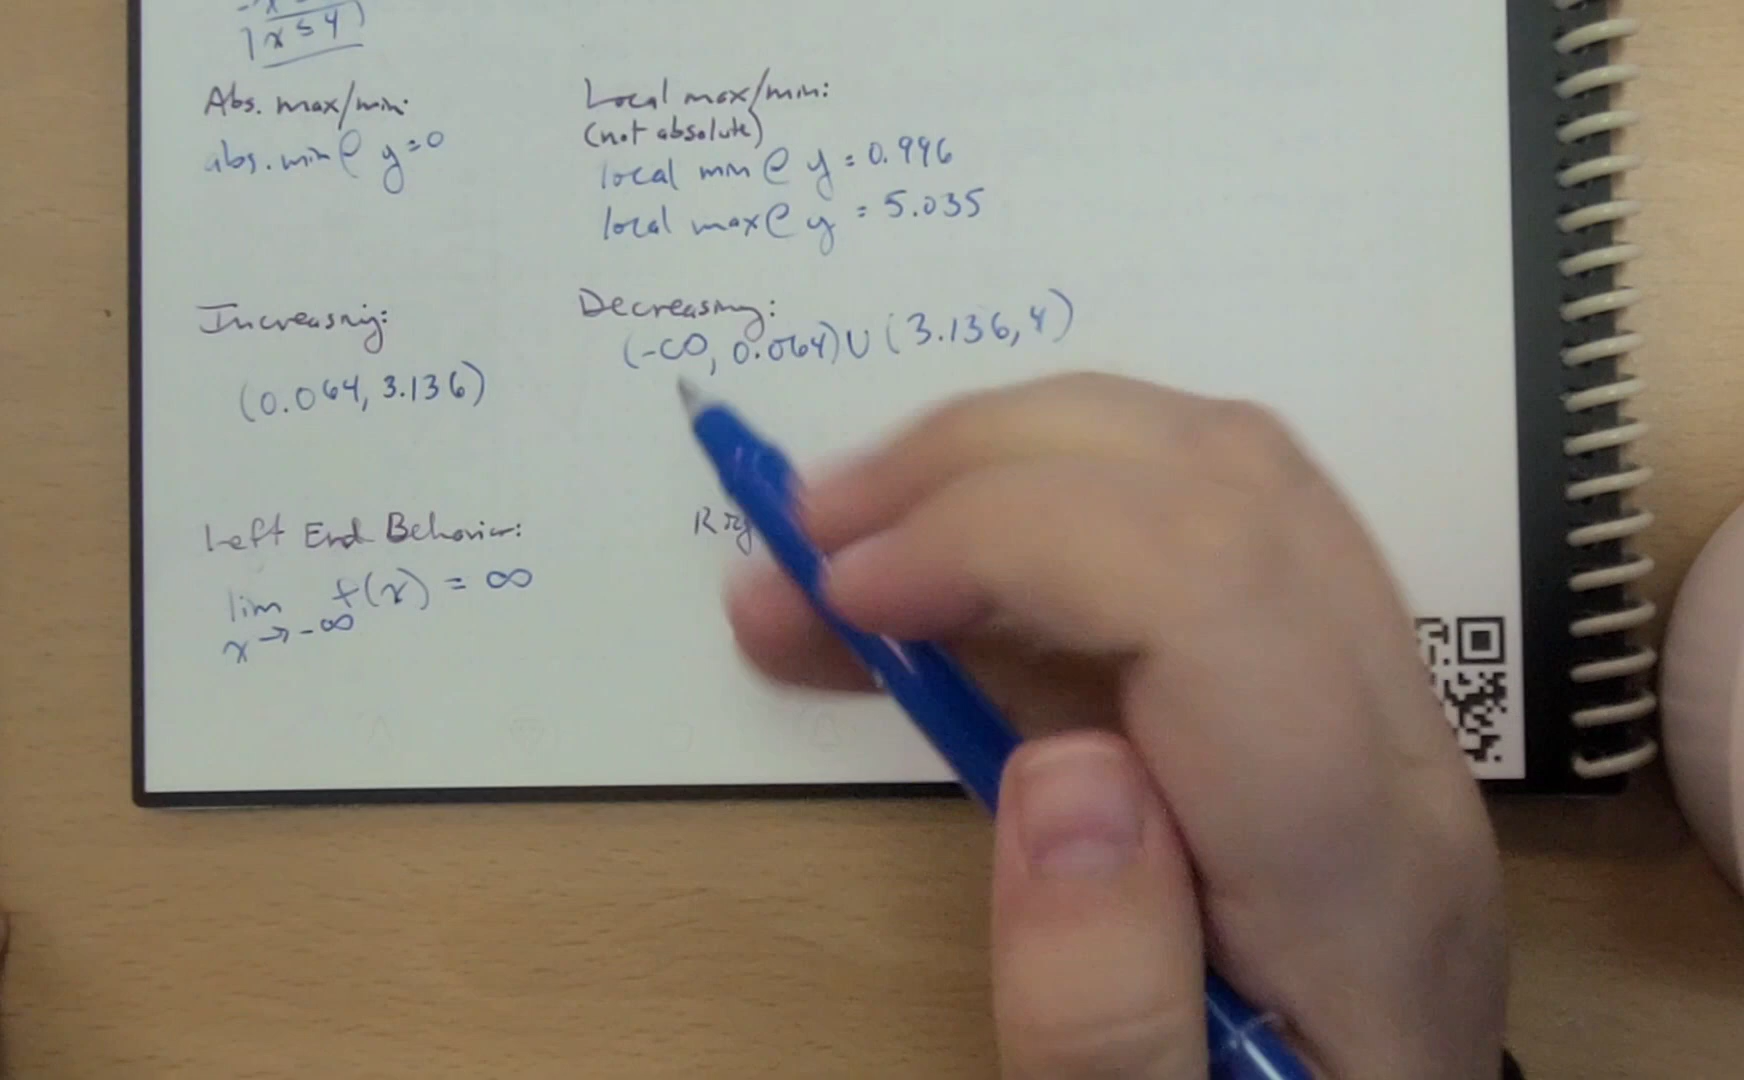 x ≤ 4
Abs. max/min:
abs. min @ y = 0
Local max/min:
(not absolute)
local min @ y = 0.996
local max @ y = 5.035
Increasing:
(0.064, 3.136)
Decreasing:
(-∞, 0.064) ∪ (3.136, 4)
Left End Behavior:
lim f(x) = ∞
x → -∞